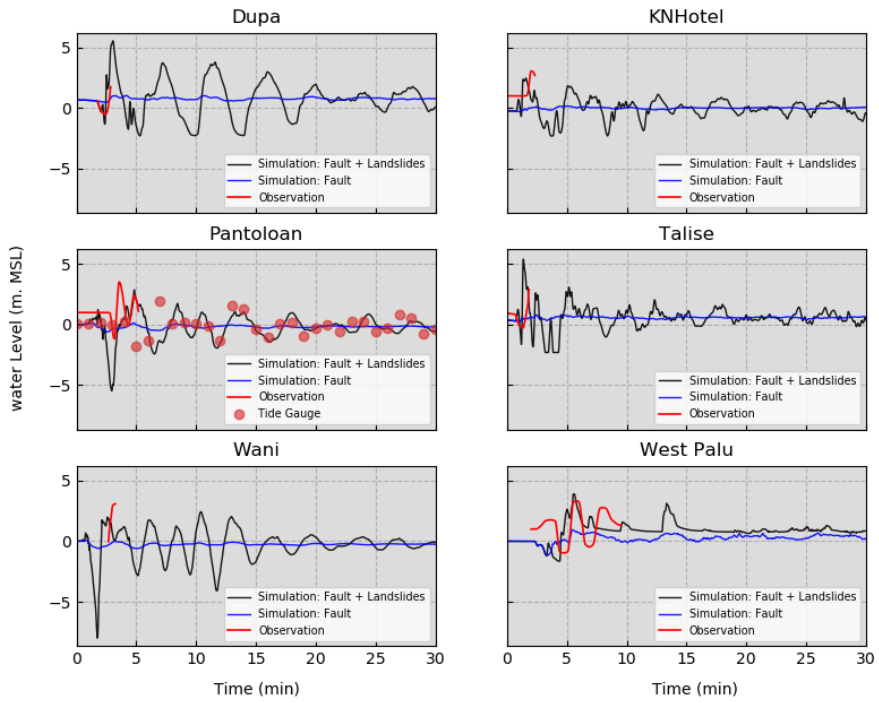 Dupa
KNHotel
5
0
−5
Simulation: Fault + Landslides
Simulation: Fault
Observation
Simulation: Fault + Landslides
Simulation: Fault
Observation
Pantoloan
Talise
water Level (m. MSL)
5
0
−5
Simulation: Fault + Landslides
Simulation: Fault
Observation
Tide Gauge
Simulation: Fault + Landslides
Simulation: Fault
Observation
Wani
West Palu
5
0
−5
Simulation: Fault + Landslides
Simulation: Fault
Observation
Simulation: Fault + Landslides
Simulation: Fault
Observation
0 5 10 15 20 25 30
0 5 10 15 20 25 30
Time (min)
Time (min)